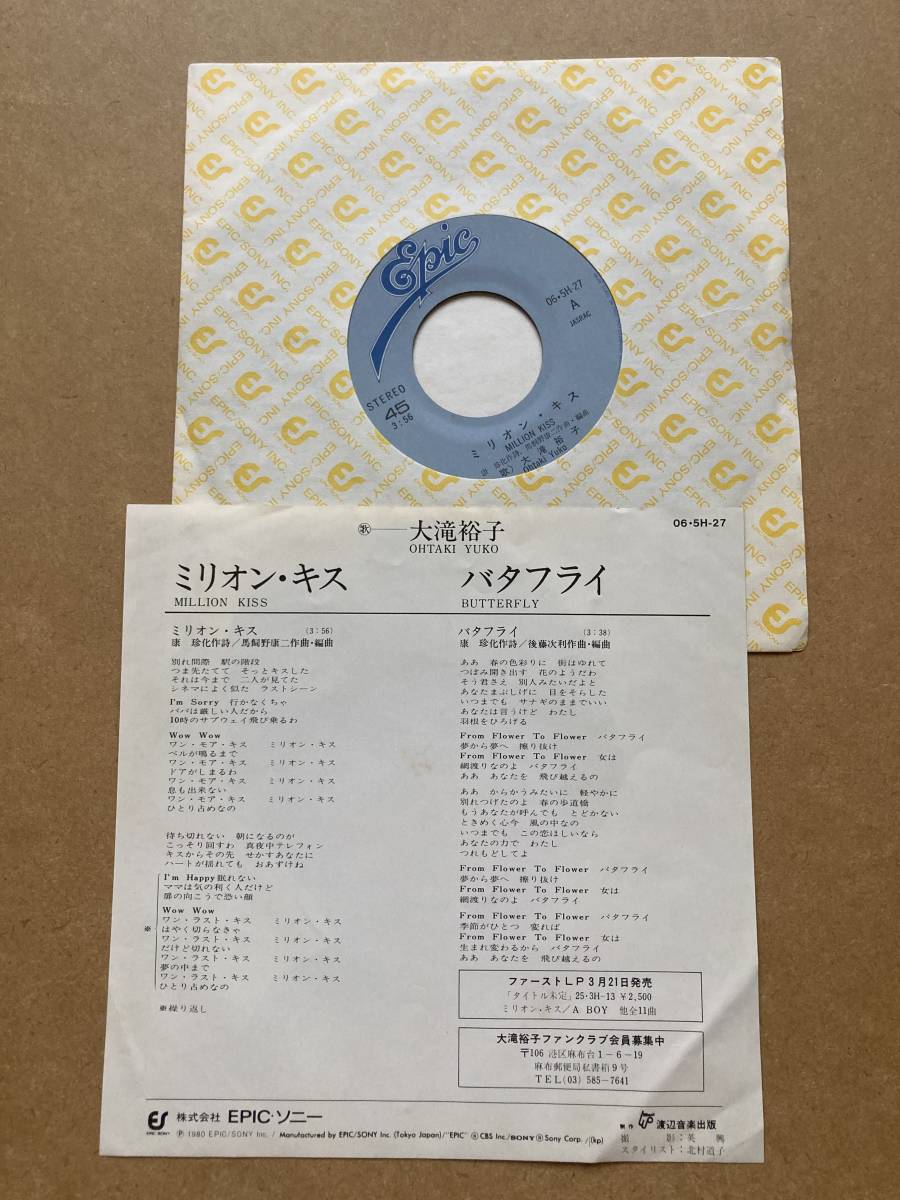 EPIC/SONY INC.
Epic
06・5H-27
A
JASRAC
STEREO
45
3:56
ミリオン・キス
MILLION KISS
康 珍化作詩、馬飼野康二作曲・編曲
歌)大滝裕子
Ohtaki Yuko
06・5H-27
歌 大滝裕子
OHTAKI YUKO
ミリオン・キス
MILLION KISS
ミリオン・キス (3:56)
康 珍化作詩/馬飼野康二作曲・編曲
別れ間際 駅の階段
つま先たてて そっとキスした
それは今まで 二人が見てた
シネマによく似た ラストシーン
I'm Sorry 行かなくちゃ
パパは厳しい人だから
10時のサブウェイ飛び乗るわ
Wow Wow
ワン・モア・キス ミリオン・キス
ベルが鳴るまで
ワン・モア・キス ミリオン・キス
ドアがしまるわ
ワン・モア・キス ミリオン・キス
息も出来ない
ワン・モア・キス ミリオン・キス
ひとり占めなの
待ち切れない 朝になるのが
こっそり回すわ 真夜中テレフォン
キスからその先 せかすあなたに
ハートが揺れても おあずけね
I'm Happy 眠れない
ママは気の利く人だけど
扉の向こうで恐い顔
Wow Wow
ワン・ラスト・キス ミリオン・キス
※ はやく切らなきゃ
ワン・ラスト・キス ミリオン・キス
だけど切れない
ワン・ラスト・キス ミリオン・キス
夢の中まで
ワン・ラスト・キス ミリオン・キス
ひとり占めなの
※繰り返し
バタフライ
BUTTERFLY
バタフライ (3:38)
康 珍化作詩/後藤次利作曲・編曲
ああ 春の色彩りに 街はゆれて
つぼみ開き出す 花のようだわ
そう君さえ 別人みたいだよと
あなたまぶしげに 目をそらした
いつまでも サナギのままでいい
あなたは言うけど わたし
羽根をひろげる
From Flower To Flower バタフライ
夢から夢へ 擦り抜け
From Flower To Flower 女は
綱渡りなのよ バタフライ
ああ あなたを 飛び越えるの
ああ からかうみたいに 軽やかに
別れつげたのよ 春の歩道橋
もうあなたが呼んでも とどかない
ときめく心今 風の中なの
いつまでも この恋はしいなら
あなたの力で わたし
つれもどしてよ
From Flower To Flower バタフライ
夢から夢へ 擦り抜け
From Flower To Flower 女は
綱渡りなのよ バタフライ
From Flower To Flower バタフライ
季節がひとつ 変れば
From Flower To Flower 女は
生まれ変わるから バタフライ
ああ あなたを 飛び越えるの
ファーストLP3月21日発売
「タイトル未定」25・3H-13 ¥2,500
ミリオン・キス/A BOY 他全11曲
大滝裕子ファンクラブ会員募集中
〒106 港区麻布台1-6-19
麻布郵便局私書箱9号
TEL(03) 585-7641
EPIC・SONY
株式会社 EPIC・ソニー
Ⓟ 1980 EPIC/SONY Inc. / Manufactured by EPIC/SONY Inc. (Tokyo Japan)/"EPIC" ® CBS Inc./SONY ® Sony Corp. /(kp)
制作 渡辺音楽出版
撮 影:英 興
スタイリスト:北村道子